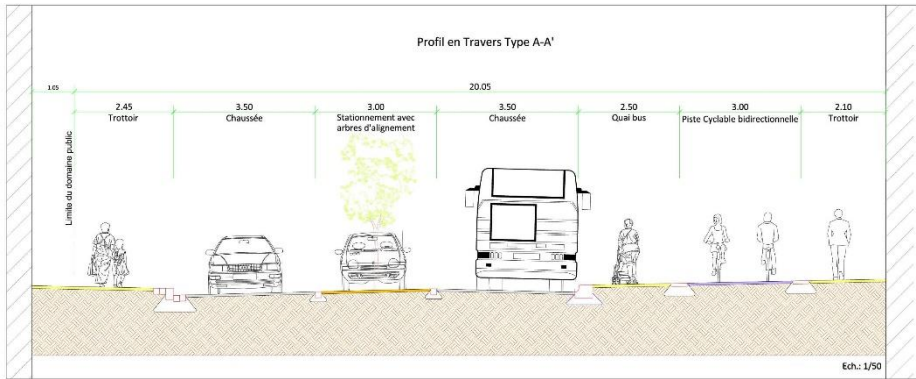 Profil en Travers Type A-A'
1.05
20.05
2.45
Trottoir
3.50
Chaussée
3.00
Stationnement avec
arbres d'alignement
3.50
Chaussée
2.50
Quai bus
3.00
Piste Cyclable bidirectionnelle
2.10
Trottoir
Limite du domaine public
Ech.: 1/50